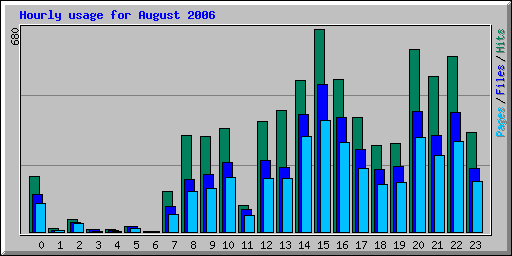 Hourly usage for August 2006
680
Pages/Files/Hits
0 1 2 3 4 5 6 7 8 9 10 11 12 13 14 15 16 17 18 19 20 21 22 23